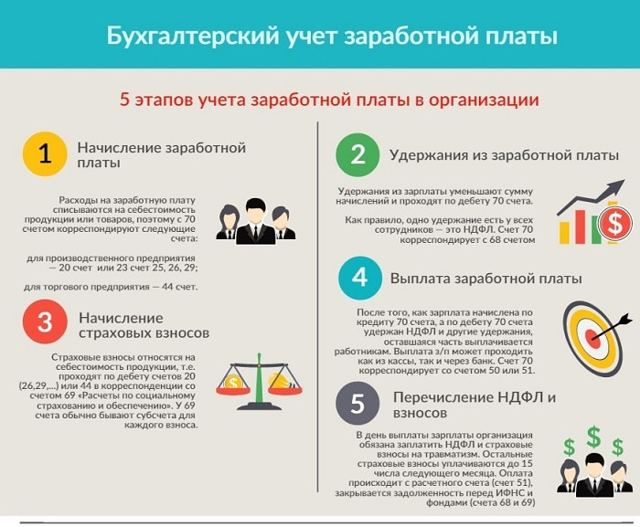 Бухгалтерский учет заработной платы
5 этапов учета заработной платы в организации
1
Начисление заработной
платы
Расходы на заработную плату
списываются на себестоимость
продукции или товаров, поэтому с 70
счетом корреспондируют следующие
счета:
для производственного предприятия
— 20 счет или 23 счет 25, 26, 29;
для торгового предприятия — 44 счет.
2
Удержания из заработной платы
Удержания из зарплаты уменьшают сумму
начислений и проходят по дебету 70 счета.
Как правило, одно удержание есть у всех
сотрудников — это НДФЛ. Счет 70
корреспондирует с 68 счетом
$
3
Начисление
страховых взносов
Страховые взносы относятся на
себестоимость продукции, т.е.
проходят по дебету счетов 20
(26,29,...) или 44 в корреспонденции со
счетом 69 «Расчеты по социальному
страхованию и обеспечению». У 69
счета обычно бывают субсчета для
каждого взноса.
4
Выплата заработной платы
После того, как зарплата начислена по
кредиту 70 счета, а по дебету 70 счета
удержан НДФЛ и другие удержания,
оставшаяся часть выплачивается
работникам. Выплата з/п может проходить
как из кассы, так и через банк. Счет 70
корреспондирует со счетом 50 или 51.
5
Перечисление НДФЛ и
взносов
В день выплаты зарплаты организация
обязана заплатить НДФЛ и страховые
взносы на травматизм. Остальные
страховые взносы уплачиваются до 15
числа следующего месяца. Оплата
происходит с расчетного счета (счет 51),
закрывается задолженность перед ИФНС и
фондами (счета 68 и 69)
$ $ $